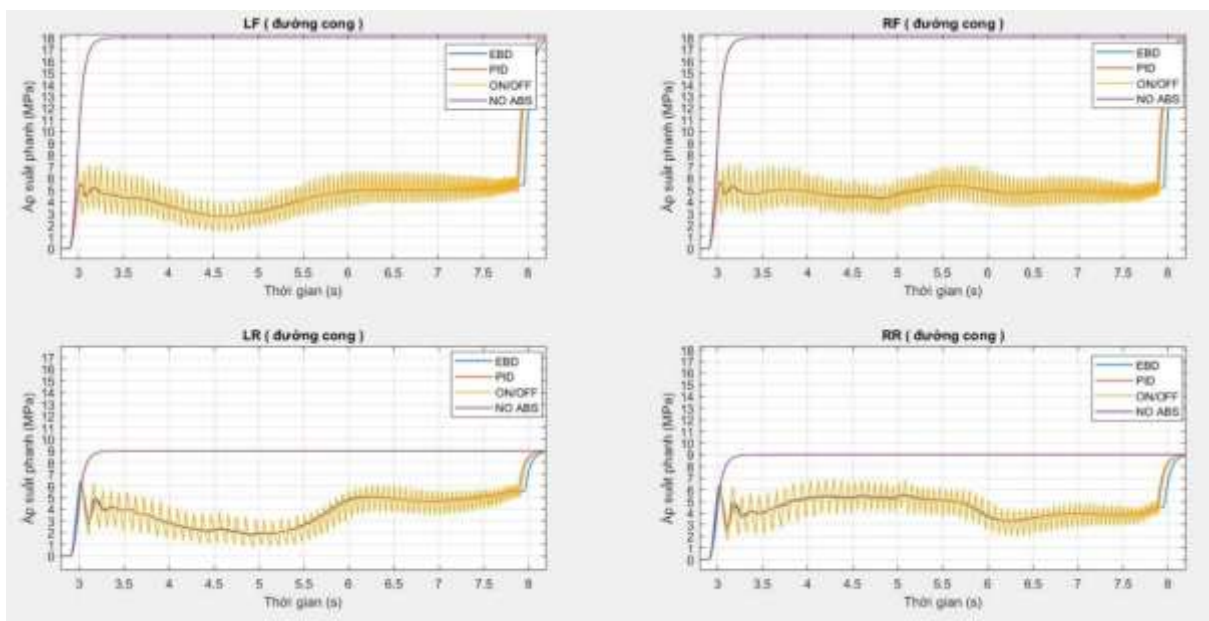 LF ( đường cong )
18
17
16
15
14
13
12
11
10
9
8
7
6
5
4
3
2
1
0
Áp suất phanh (MPa)
EBD
PID
ON/OFF
NO ABS
3 3.5 4 4.5 5 5.5 6 6.5 7 7.5 8
Thời gian (s)
RF ( đường cong )
18
17
16
15
14
13
12
11
10
9
8
7
6
5
4
3
2
1
0
Áp suất phanh (MPa)
EBD
PID
ON/OFF
NO ABS
3 3.5 4 4.5 5 5.5 6 6.5 7 7.5 8
Thời gian (s)
LR ( đường cong )
17
16
15
14
13
12
11
10
9
8
7
6
5
4
3
2
1
0
Áp suất phanh (MPa)
EBD
PID
ON/OFF
NO ABS
3 3.5 4 4.5 5 5.5 6 6.5 7 7.5 8
Thời gian (s)
RR ( đường cong )
18
17
16
15
14
13
12
11
10
9
8
7
6
5
4
3
2
1
0
Áp suất phanh (MPa)
EBD
PID
ON/OFF
NO ABS
3 3.5 4 4.5 5 5.5 6 6.5 7 7.5 8
Thời gian (s)